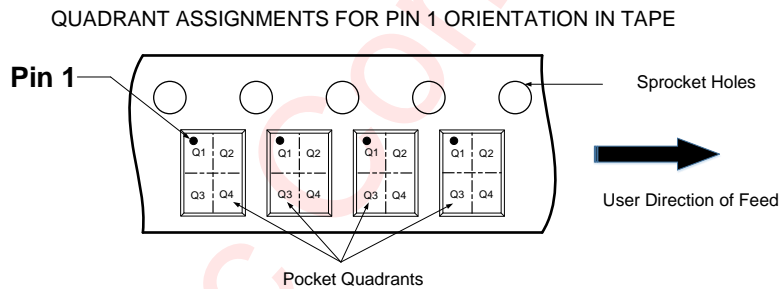 QUADRANT ASSIGNMENTS FOR PIN 1 ORIENTATION IN TAPE
Pin 1
Sprocket Holes
Q1 Q2 Q1 Q2 Q1 Q2 Q1 Q2
Q3 Q4 Q3 Q4 Q3 Q4 Q3 Q4
User Direction of Feed
Pocket Quadrants